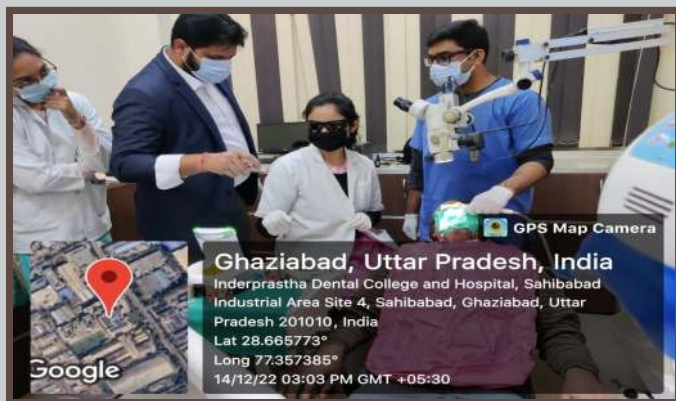 GPS Map Camera
Ghaziabad, Uttar Pradesh, India
Inderprastha Dental College and Hospital, Sahibabad
Industrial Area Site 4, Sahibabad, Ghaziabad, Uttar
Pradesh 201010, India
Lat 28.665773°
Long 77.357385°
14/12/22 03:03 PM GMT +05:30
Google